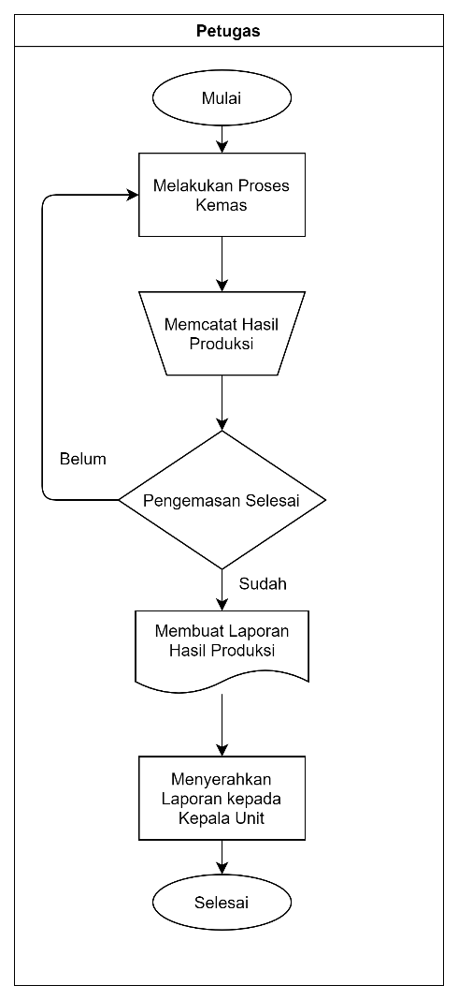 Petugas
Mulai
Melakukan Proses
Kemas
Memcatat Hasil
Produksi
Belum
Pengemasan Selesai
Sudah
Membuat Laporan
Hasil Produksi
Menyerahkan
Laporan kepada
Kepala Unit
Selesai